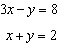 3x − y = 8
x + y = 2